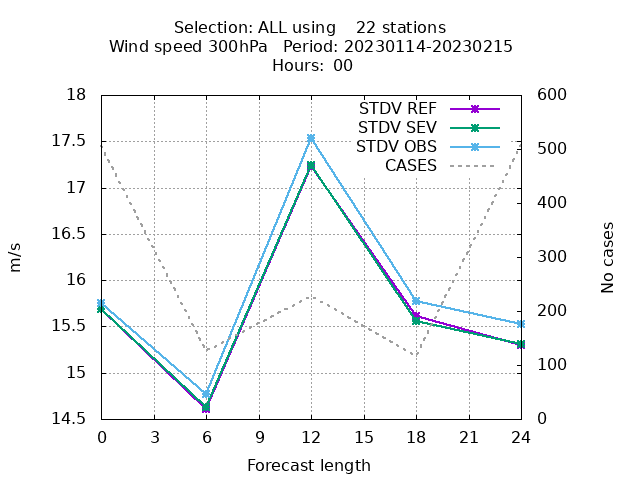 Selection: ALL using    22 stations
Wind speed 300hPa   Period: 20230114-20230215
Hours:  00
18
17.5
17
16.5
16
15.5
15
14.5
m/s
STDV REF
STDV SEV
STDV OBS
CASES
600
500
400
300
200
100
0
No cases
0 3 6 9 12 15 18 21 24
Forecast length